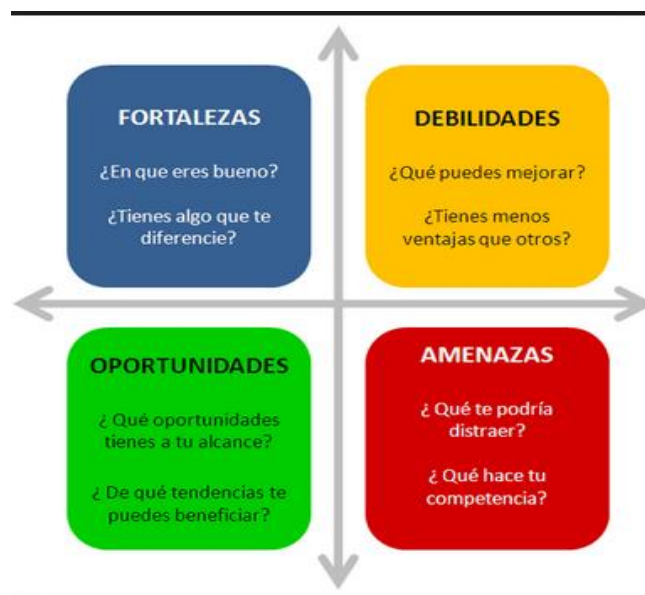 FORTALEZAS
¿En que eres bueno?
¿Tienes algo que te
diferencie?
DEBILIDADES
¿Qué puedes mejorar?
¿Tienes menos
ventajas que otros?
OPORTUNIDADES
¿ Qué oportunidades
tienes a tu alcance?
¿ De qué tendencias te
puedes beneficiar?
AMENAZAS
¿ Qué te podría
distraer?
¿ Qué hace tu
competencia?